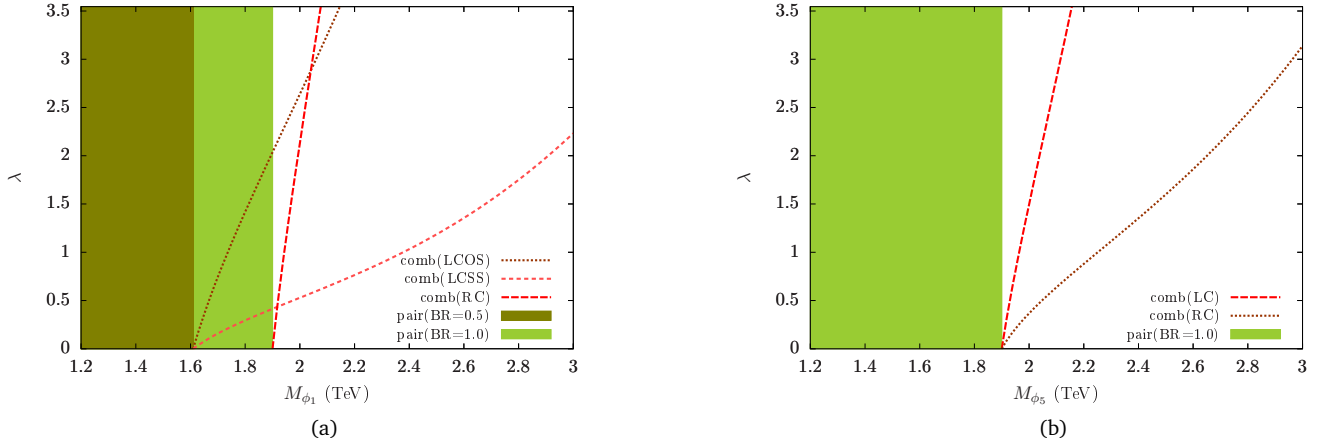 3.5
3
2.5
2
1.5
1
0.5
0
λ
comb(LCOS)
comb(LCSS)
comb(RC)
pair(BR=0.5)
pair(BR=1.0)
1.2 1.4 1.6 1.8 2 2.2 2.4 2.6 2.8 3
M_{ϕ_1} (TeV)
(a)
3.5
3
2.5
2
1.5
1
0.5
0
λ
comb(LC)
comb(RC)
pair(BR=1.0)
1.2 1.4 1.6 1.8 2 2.2 2.4 2.6 2.8 3
M_{ϕ_5} (TeV)
(b)